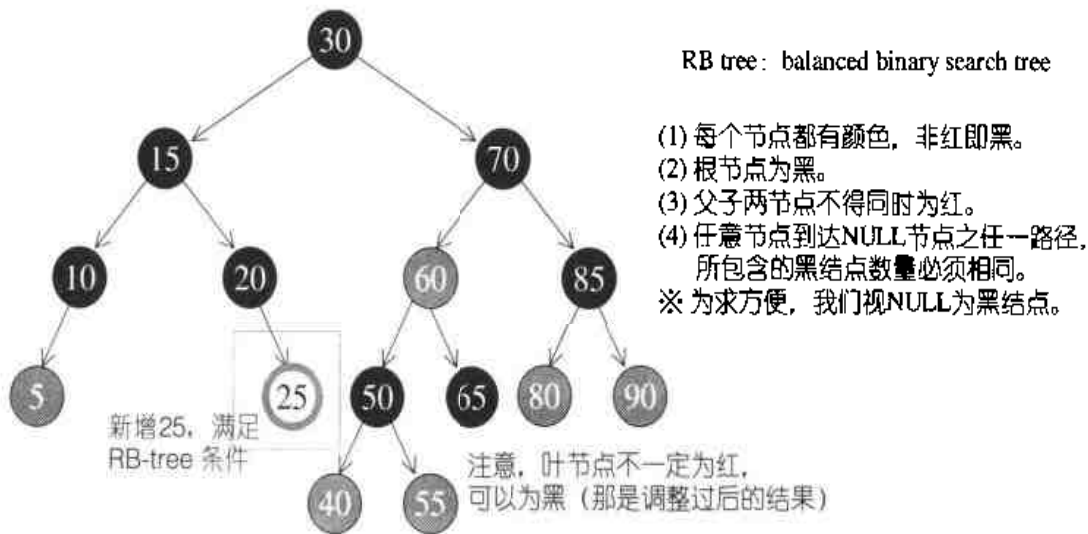 30
RB tree: balanced binary search tree
15
70
(1) 每个节点都有颜色，非红即黑。
(2) 根节点为黑。
(3) 父子两节点不得同时为红。
(4) 任意节点到达NULL节点之任一路径，
所包含的黑结点数量必须相同。
※ 为求方便，我们视NULL为黑结点。
10
20
60
85
5
25
50
65
80
90
新增25，满足
RB-tree 条件
注意，叶节点不一定为红，
可以为黑（那是调整过后的结果）
40
55